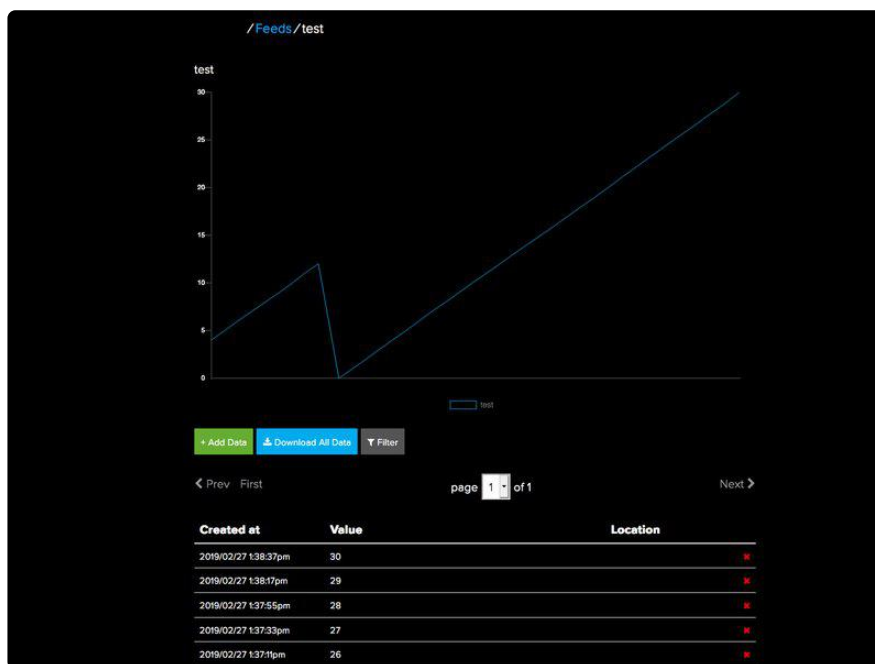 /Feeds/test
test
30
25
20
15
10
5
0
test
+ Add Data Download All Data Filter
Prev First page 1 of 1 Next
Created at Value Location
2019/02/27 1:38:37pm 30
2019/02/27 1:38:17pm 29
2019/02/27 1:37:55pm 28
2019/02/27 1:37:33pm 27
2019/02/27 1:37:11pm 26